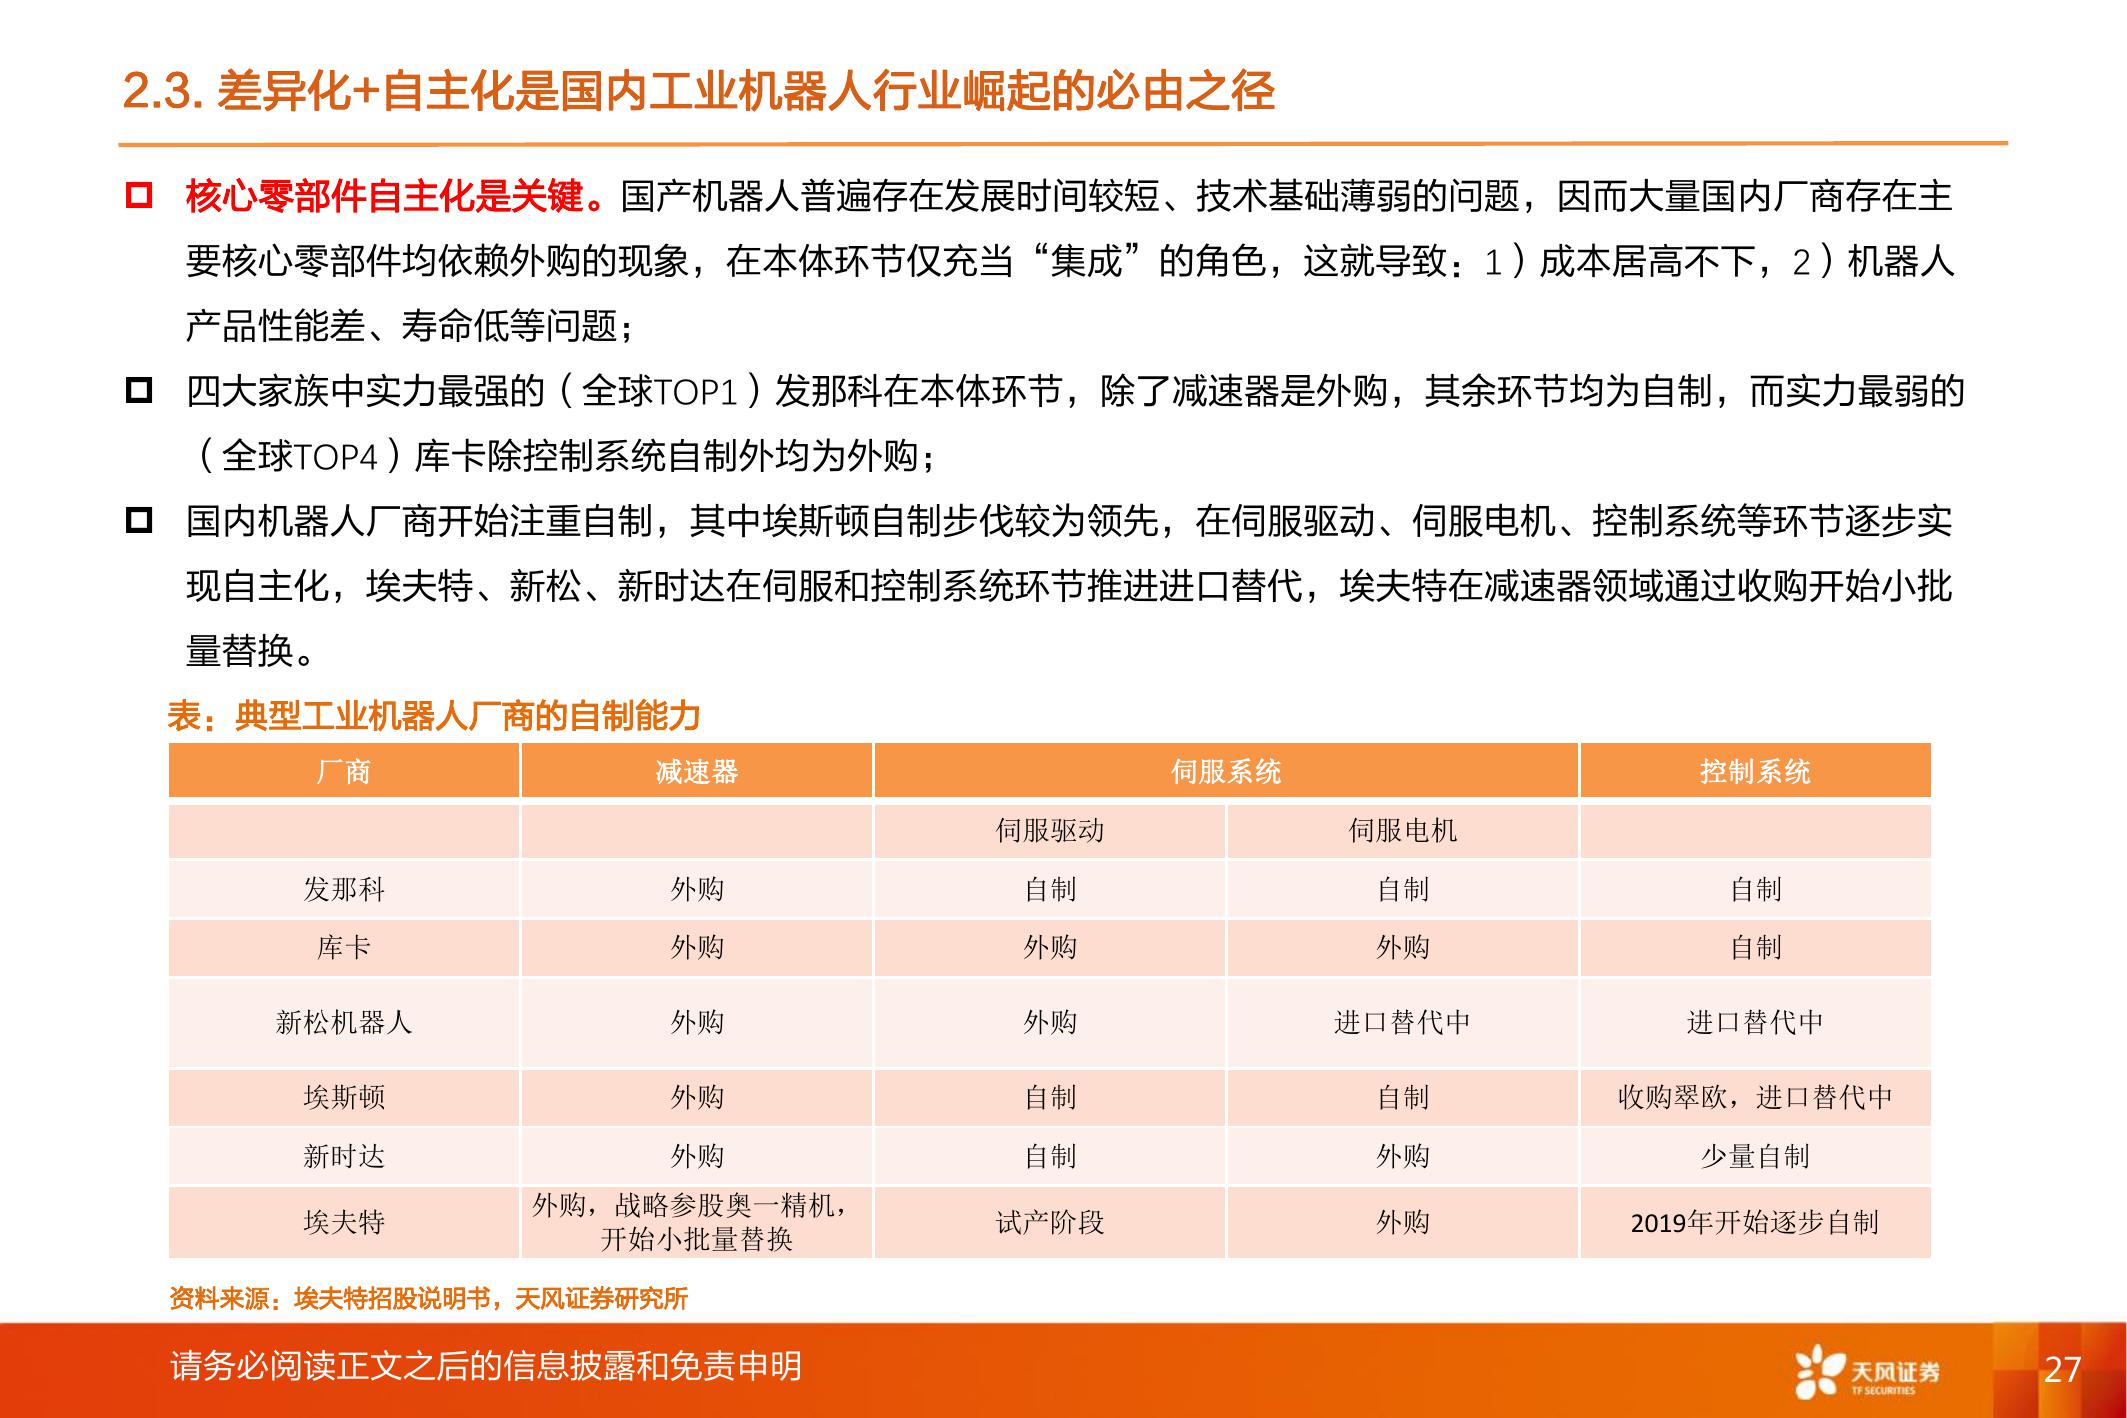 2.3. 差异化+自主化是国内工业机器人行业崛起的必由之径
核心零部件自主化是关键。国产机器人普遍存在发展时间较短、技术基础薄弱的问题，因而大量国内厂商存在主
要核心零部件均依赖外购的现象，在本体环节仅充当“集成”的角色，这就导致：1）成本居高不下，2）机器人
产品性能差、寿命低等问题；
四大家族中实力最强的（全球TOP1）发那科在本体环节，除了减速器是外购，其余环节均为自制，而实力最弱的
（全球TOP4）库卡除控制系统自制外均为外购；
国内机器人厂商开始注重自制，其中埃斯顿自制步伐较为领先，在伺服驱动、伺服电机、控制系统等环节逐步实
现自主化，埃夫特、新松、新时达在伺服和控制系统环节推进进口替代，埃夫特在减速器领域通过收购开始小批
量替换。
表：典型工业机器人厂商的自制能力
厂商 减速器 伺服系统 控制系统
伺服驱动 伺服电机
发那科 外购 自制 自制 自制
库卡 外购 外购 外购 自制
新松机器人 外购 外购 进口替代中 进口替代中
埃斯顿 外购 自制 自制 收购翠欧，进口替代中
新时达 外购 自制 外购 少量自制
埃夫特 外购，战略参股奥一精机， 试产阶段 外购 2019年开始逐步自制
开始小批量替换
资料来源：埃夫特招股说明书，天风证券研究所
请务必阅读正文之后的信息披露和免责申明
天风证券
TF SECURITIES
27